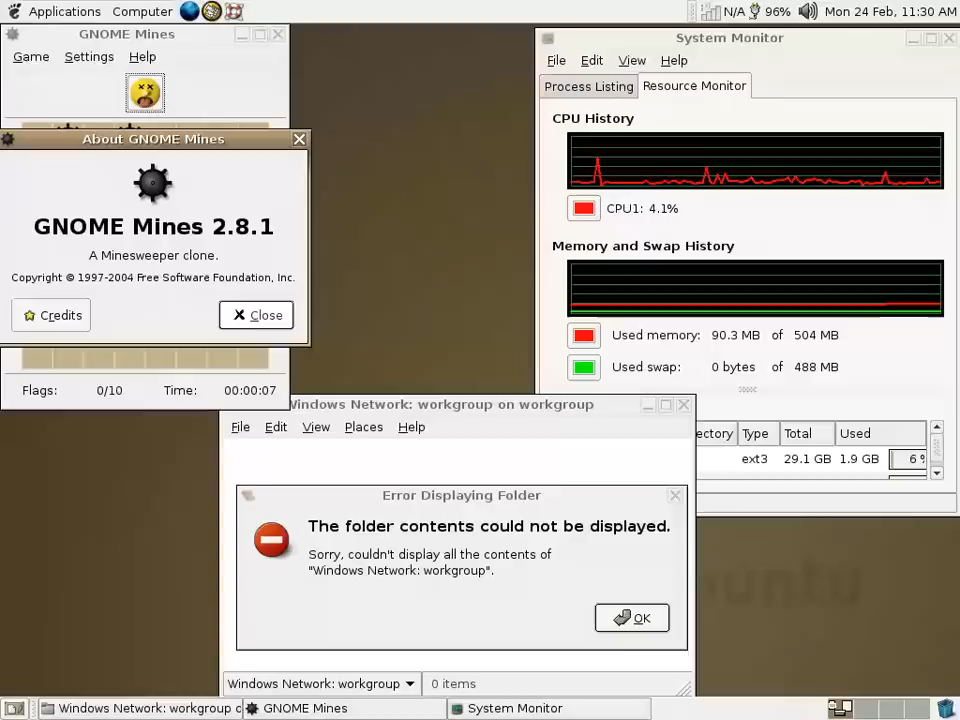 Applications Computer N/A 96% Mon 24 Feb, 11:30 AM
GNOME Mines
Game Settings Help
About GNOME Mines
GNOME Mines 2.8.1
A Minesweeper clone.
Copyright © 1997-2004 Free Software Foundation, Inc.
Credits Close
Flags: 0/10 Time: 00:00:07
System Monitor
File Edit View Help
Process Listing Resource Monitor
CPU History
CPU1: 4.1%
Memory and Swap History
Used memory: 90.3 MB of 504 MB
Used swap: 0 bytes of 488 MB
ectory Type Total Used
ext3 29.1 GB 1.9 GB 6 %
Windows Network: workgroup on workgroup
File Edit View Places Help
Error Displaying Folder
The folder contents could not be displayed.
Sorry, couldn't display all the contents of
"Windows Network: workgroup".
OK
Windows Network: workgroup 0 items
untu
Windows Network: workgroup o GNOME Mines System Monitor